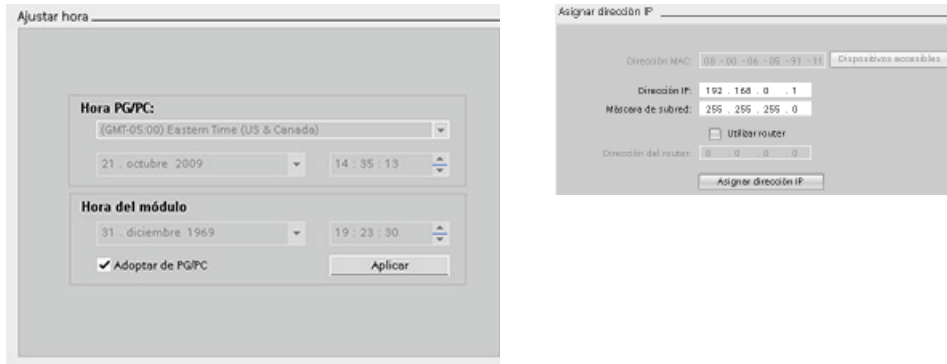 Ajustar hora
Hora PG/PC:
(GMT-05:00) Eastern Time (US & Canada)
21 . octubre 2009
14 : 35 : 13
Hora del módulo
31 . diciembre 1969
19 : 23 : 30
Adoptar de PG/PC
Aplicar
Asignar dirección IP
Dirección MAC: 08 - 00 - 06 - 05 - 91 - 11 Dispositivos accesibles
Dirección IP: 192 . 168 . 0 . 1
Máscara de subred: 255 . 255 . 255 . 0
Utilizar router
Dirección del router: 0 . 0 . 0 . 0
Asignar dirección IP